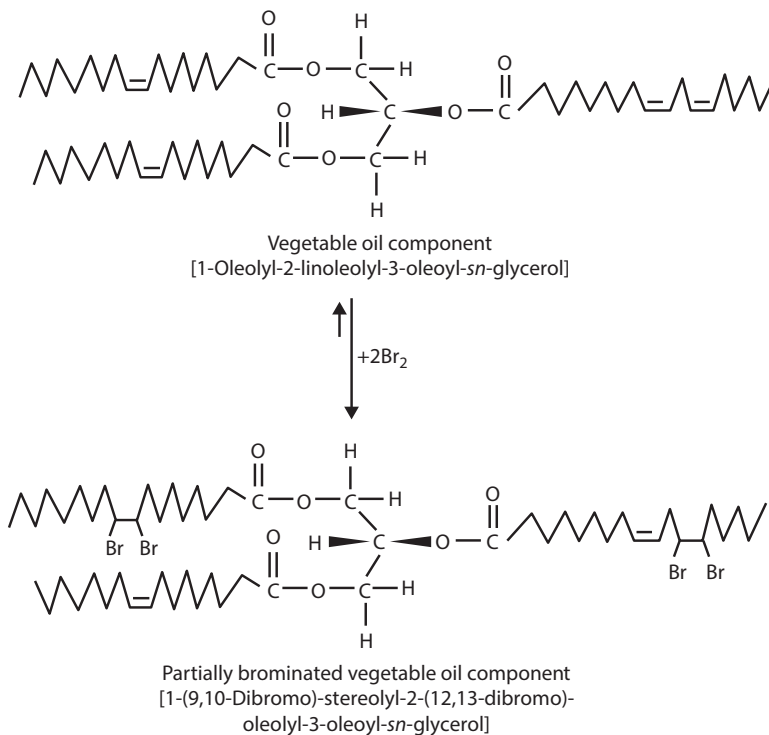 O
H
C
O
C
H
O
H
C
O
C
O
C
O
C
H
H
Vegetable oil component
[1-Oleolyl-2-linoleolyl-3-oleoyl-sn-glycerol]
+2Br2
H
O
C
O
C
H
O
Br
Br
O
H
C
O
C
Br
Br
C
O
C
H
H
Partially brominated vegetable oil component
[1-(9,10-Dibromo)-stereolyl-2-(12,13-dibromo)-
oleolyl-3-oleoyl-sn-glycerol]